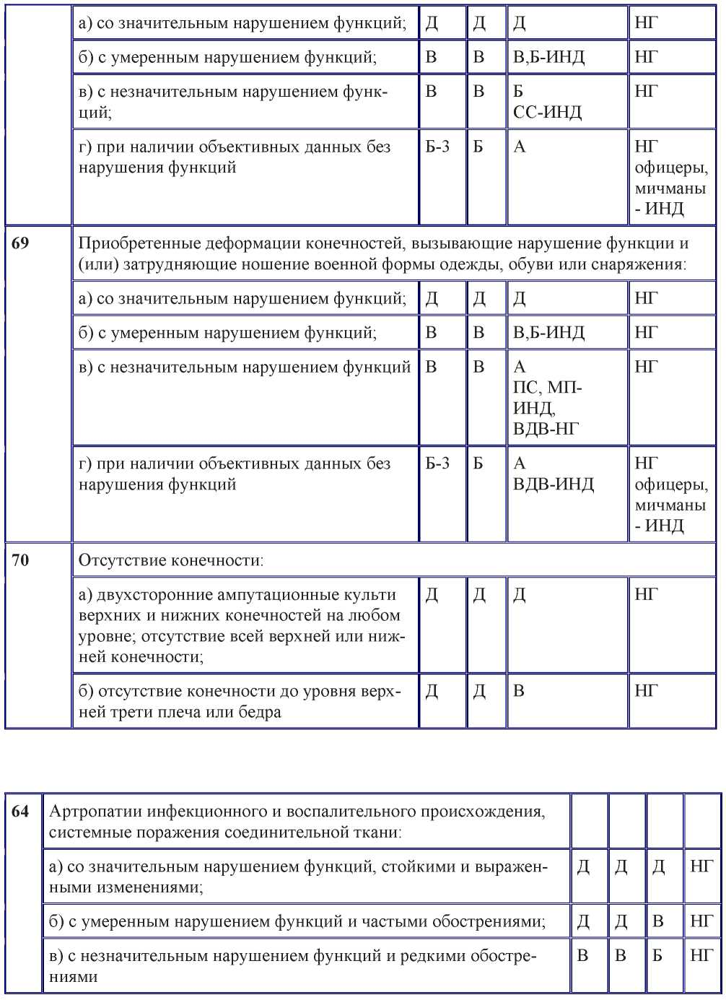 а) со значительным нарушением функций; Д Д Д НГ
б) с умеренным нарушением функций; В В В,Б-ИНД НГ
в) с незначительным нарушением функ- В В Б НГ
ций; СС-ИНД
г) при наличии объективных данных без Б-3 Б А НГ
нарушения функций офицеры,
мичманы
- ИНД
69 Приобретенные деформации конечностей, вызывающие нарушение функции и
(или) затрудняющие ношение военной формы одежды, обуви или снаряжения:
а) со значительным нарушением функций; Д Д Д НГ
б) с умеренным нарушением функций; В В В,Б-ИНД НГ
в) с незначительным нарушением функций В В А НГ
ПС, МП-
ИНД,
ВДВ-НГ
г) при наличии объективных данных без Б-3 Б А НГ
нарушения функций ВДВ-ИНД офицеры,
мичманы
- ИНД
70 Отсутствие конечности:
а) двухсторонние ампутационные культи Д Д Д НГ
верхних и нижних конечностей на любом
уровне; отсутствие всей верхней или ниж-
ней конечности;
б) отсутствие конечности до уровня верх- Д Д В НГ
ней трети плеча или бедра
64 Артропатии инфекционного и воспалительного происхождения,
системные поражения соединительной ткани:
а) со значительным нарушением функций, стойкими и выражен- Д Д Д НГ
ными изменениями;
б) с умеренным нарушением функций и частыми обострениями; Д Д В НГ
в) с незначительным нарушением функций и редкими обостре- В В Б НГ
ниями